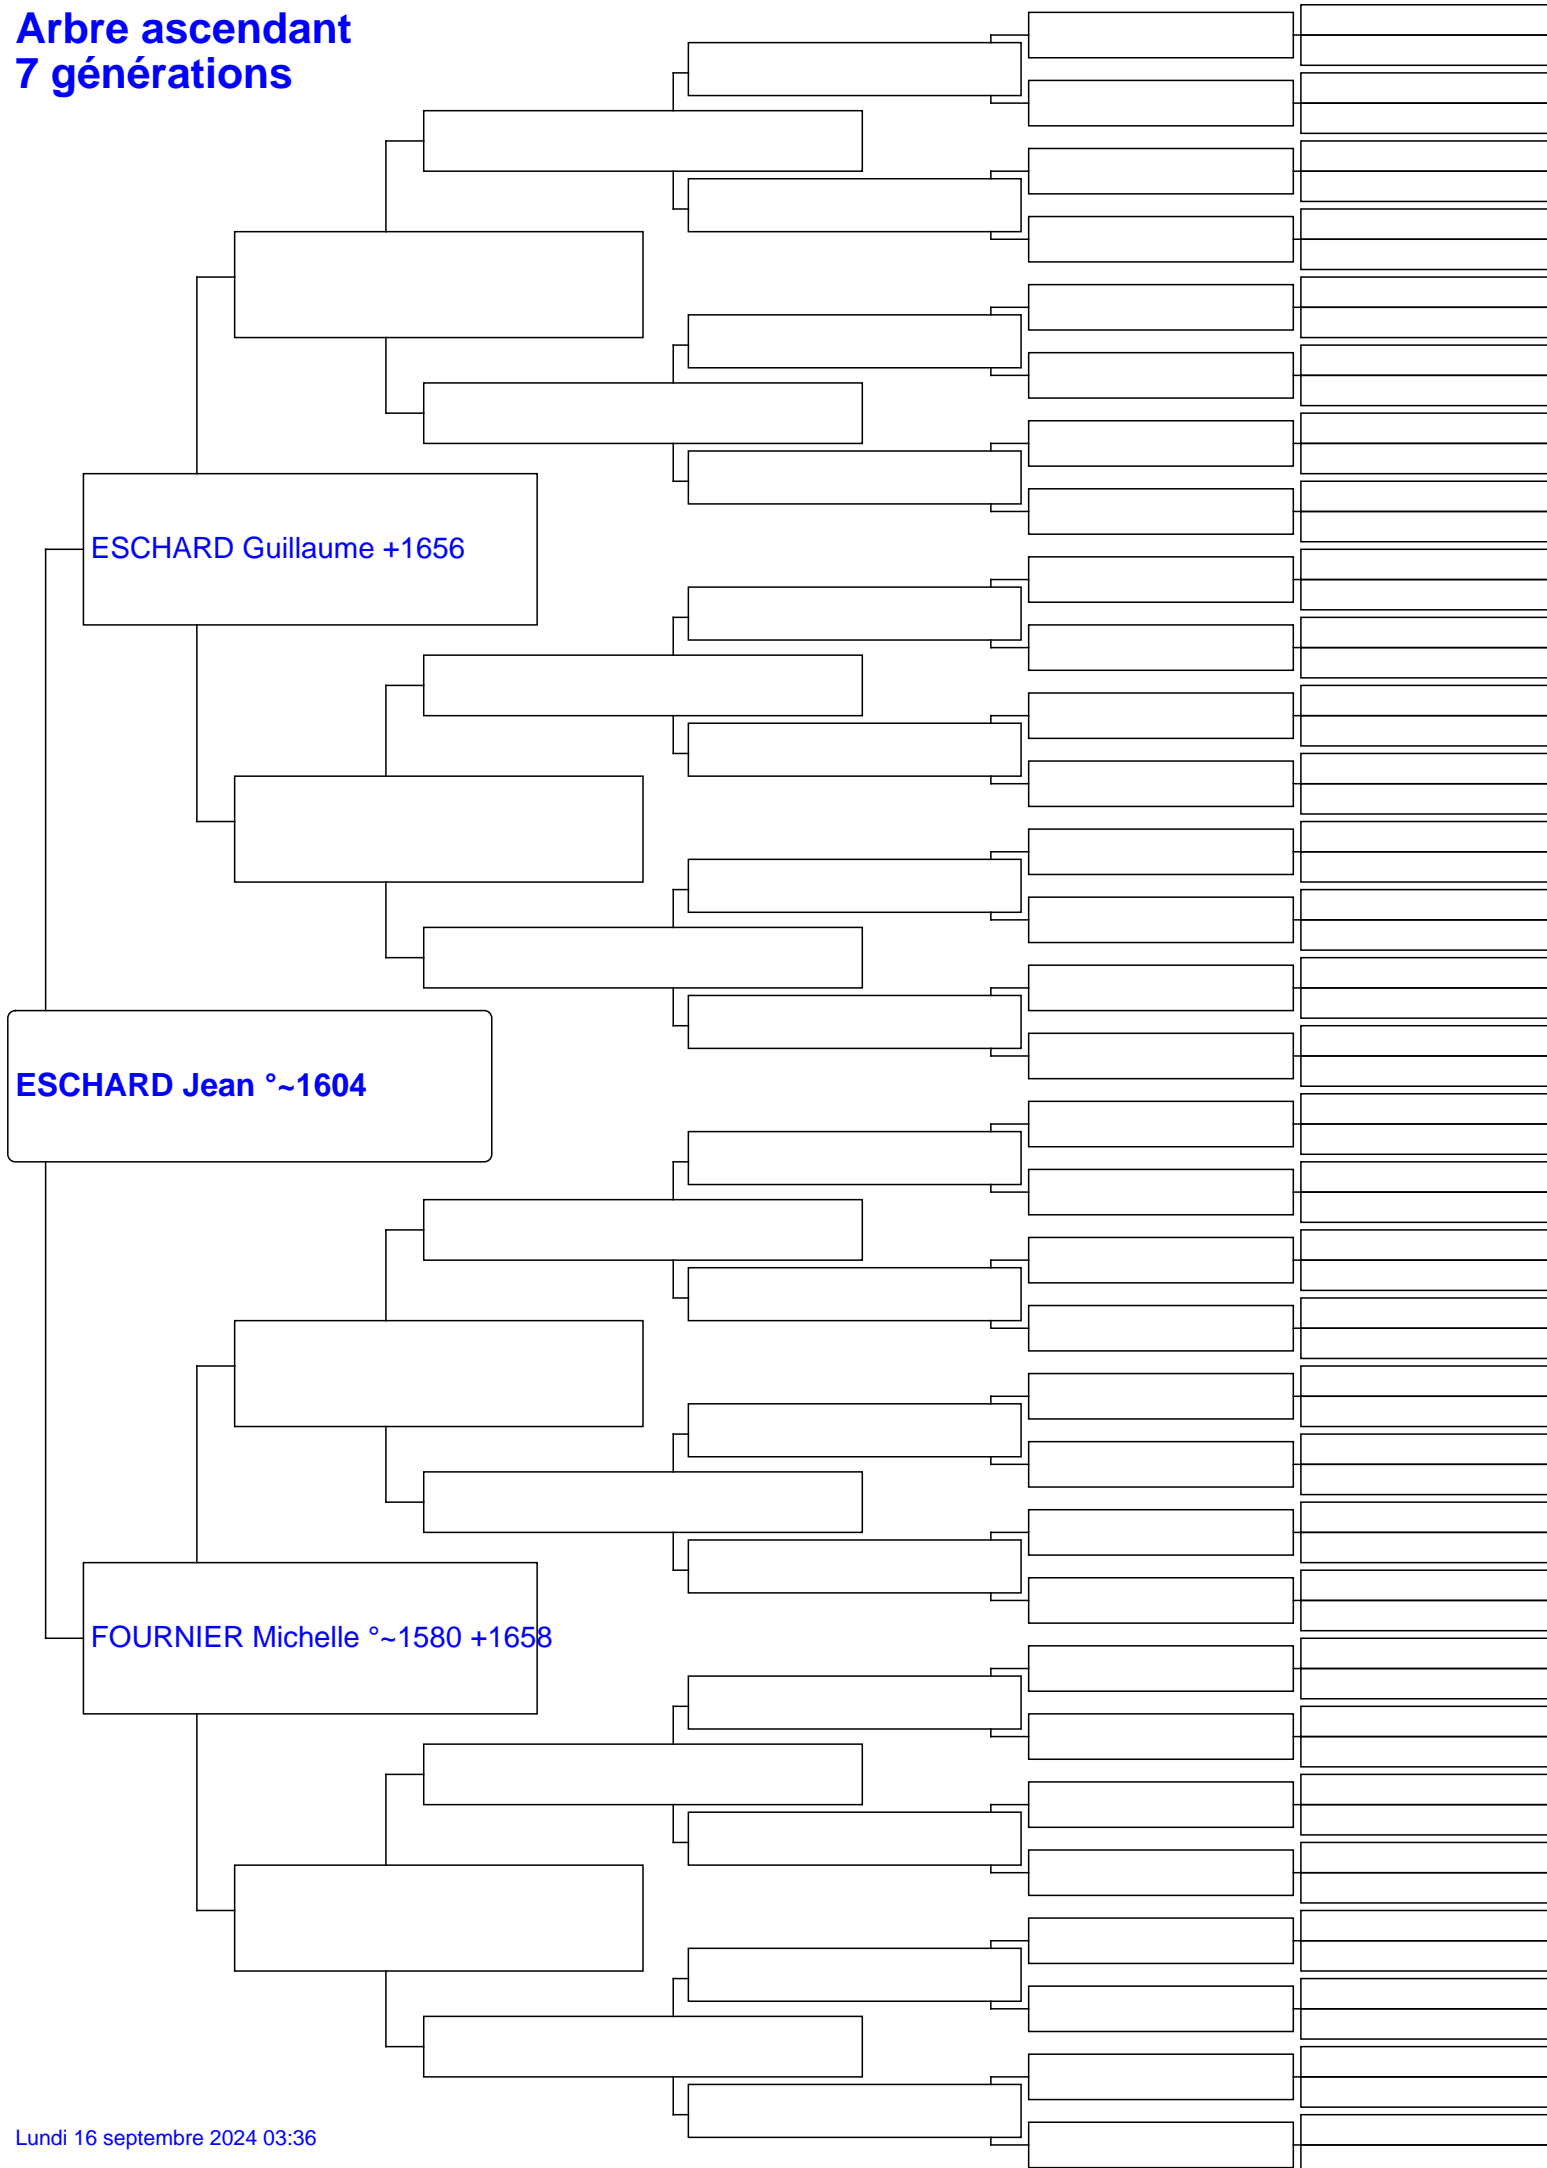 Arbre ascendant
7 générations
ESCHARD Guillaume +1656
ESCHARD Jean °~1604
FOURNIER Michelle °~1580 +1658
Lundi 16 septembre 2024 03:36